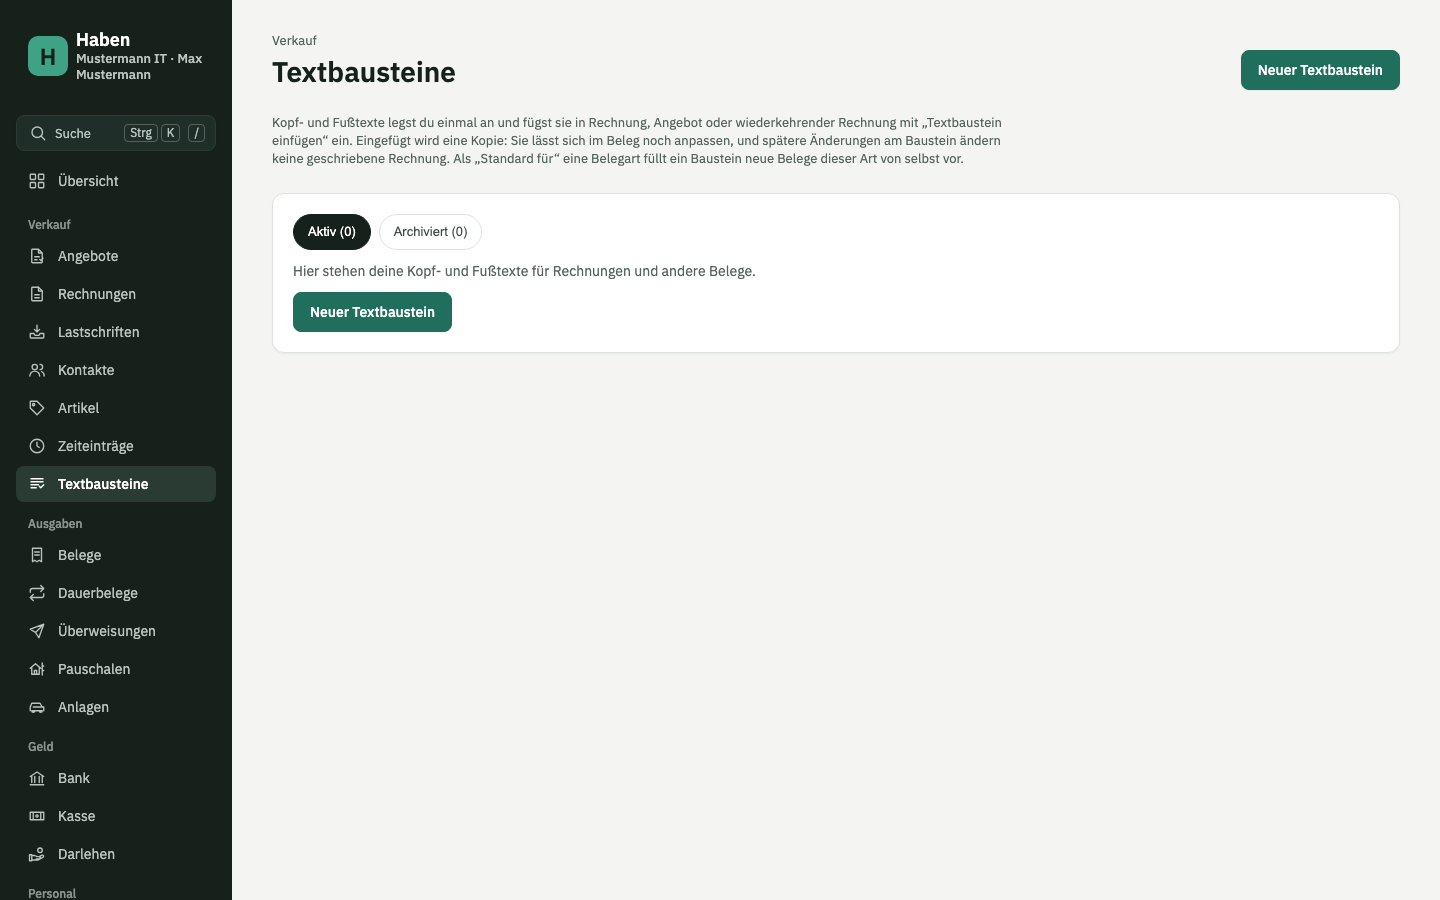 H
Haben
Mustermann IT · Max
Mustermann
Suche Strg K /
Übersicht
Verkauf
Angebote
Rechnungen
Lastschriften
Kontakte
Artikel
Zeiteinträge
Textbausteine
Ausgaben
Belege
Dauerbelege
Überweisungen
Pauschalen
Anlagen
Geld
Bank
Kasse
Darlehen
Personal
Verkauf
Textbausteine
Neuer Textbaustein
Kopf- und Fußtexte legst du einmal an und fügst sie in Rechnung, Angebot oder wiederkehrender Rechnung mit „Textbaustein
einfügen“ ein. Eingefügt wird eine Kopie: Sie lässt sich im Beleg noch anpassen, und spätere Änderungen am Baustein ändern
keine geschriebene Rechnung. Als „Standard für“ eine Belegart füllt ein Baustein neue Belege dieser Art von selbst vor.
Aktiv (0) Archiviert (0)
Hier stehen deine Kopf- und Fußtexte für Rechnungen und andere Belege.
Neuer Textbaustein